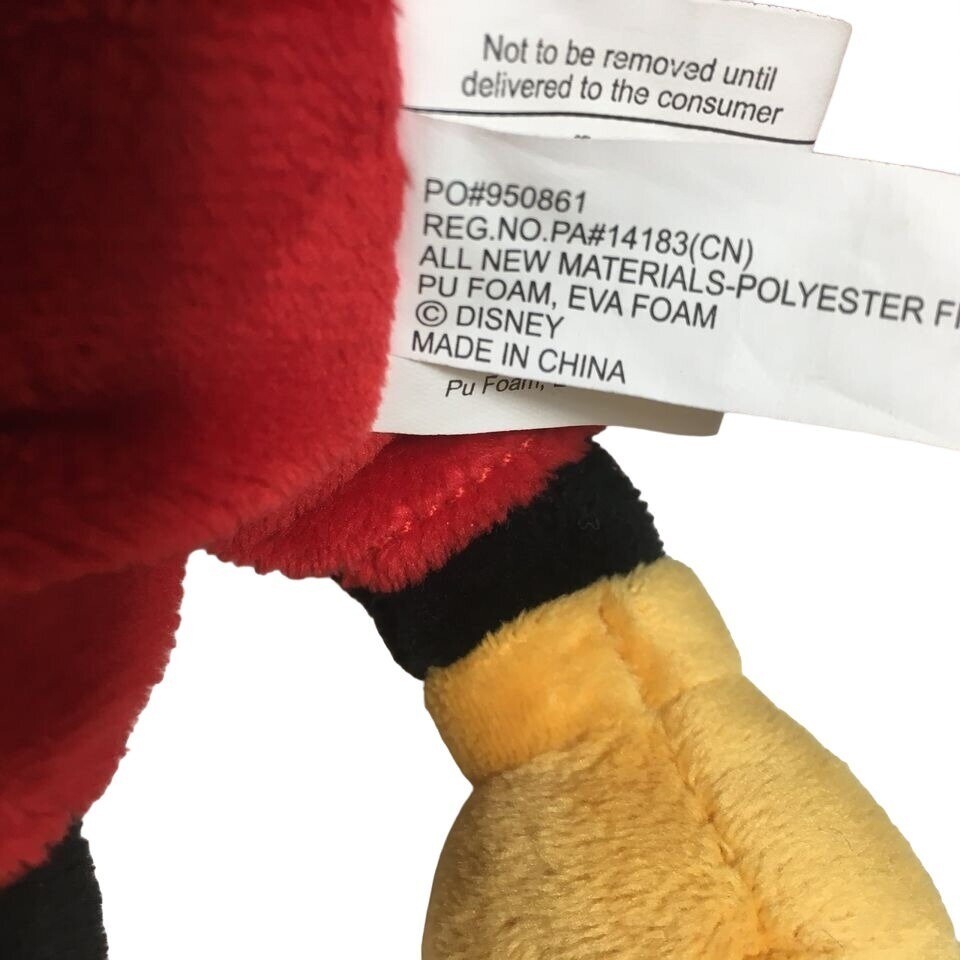 Not to be removed until
delivered to the consumer
PO#950861
REG.NO.PA#14183(CN)
ALL NEW MATERIALS-POLYESTER
PU FOAM, EVA FOAM
© DISNEY
MADE IN CHINA
Pu Foam,